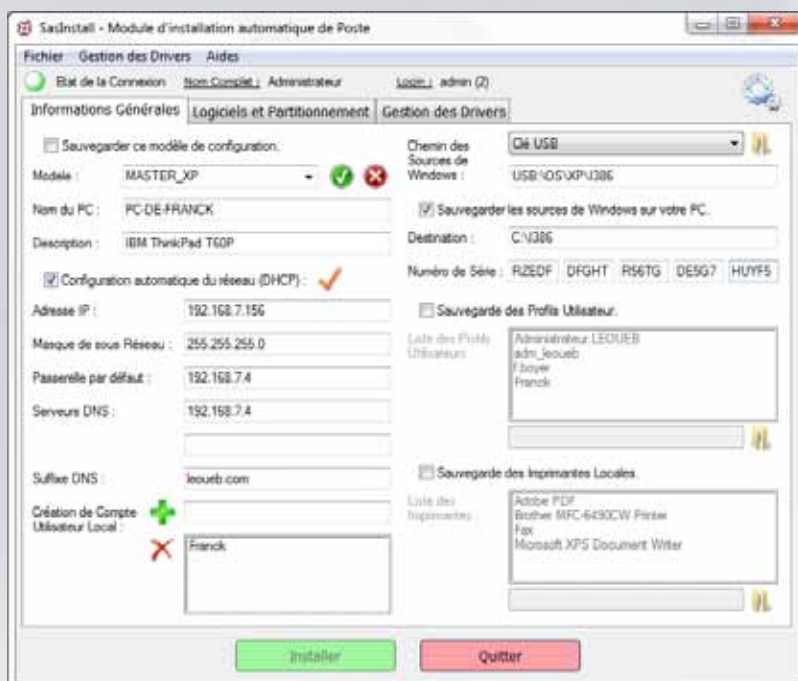 SasInstall - Module d'installation automatique de Poste
Fichier Gestion des Drivers Aides
Etat de la Connexion Nom Complet : Administrateur Login : admin (2)
Informations Générales Logiciels et Partitionnement Gestion des Drivers
Sauvegarder ce modèle de configuration.
Modèle : MASTER_XP
Nom du PC : PC-DE-FRANCK
Description : IBM ThinkPad T60P
Configuration automatique du réseau (DHCP) :
Adresse IP : 192.168.7.156
Masque de sous Réseau : 255.255.255.0
Passerelle par défaut : 192.168.7.4
Serveurs DNS : 192.168.7.4
Suffixe DNS : leoueb.com
Création de Compte
Utilisateur Local :
Franck
Chemin des
Sources de
Windows :
Clé USB
USB:\OS\XP\I386
Sauvegarder les sources de Windows sur votre PC.
Destination : C:\I386
Numéro de Série : RZEDF DFGHT RS6TG DE5G7 HUYF5
Sauvegarde des Profils Utilisateur.
Liste des Profils
Utilisateurs
Administrateur.LEOUEB
adm_leoueb
f.boyer
Franck
Sauvegarde des Imprimantes Locales.
Liste des
Imprimantes
Adobe PDF
Brother MFC-6490CW Printer
Fax
Microsoft XPS Document Writer
Installer Quitter